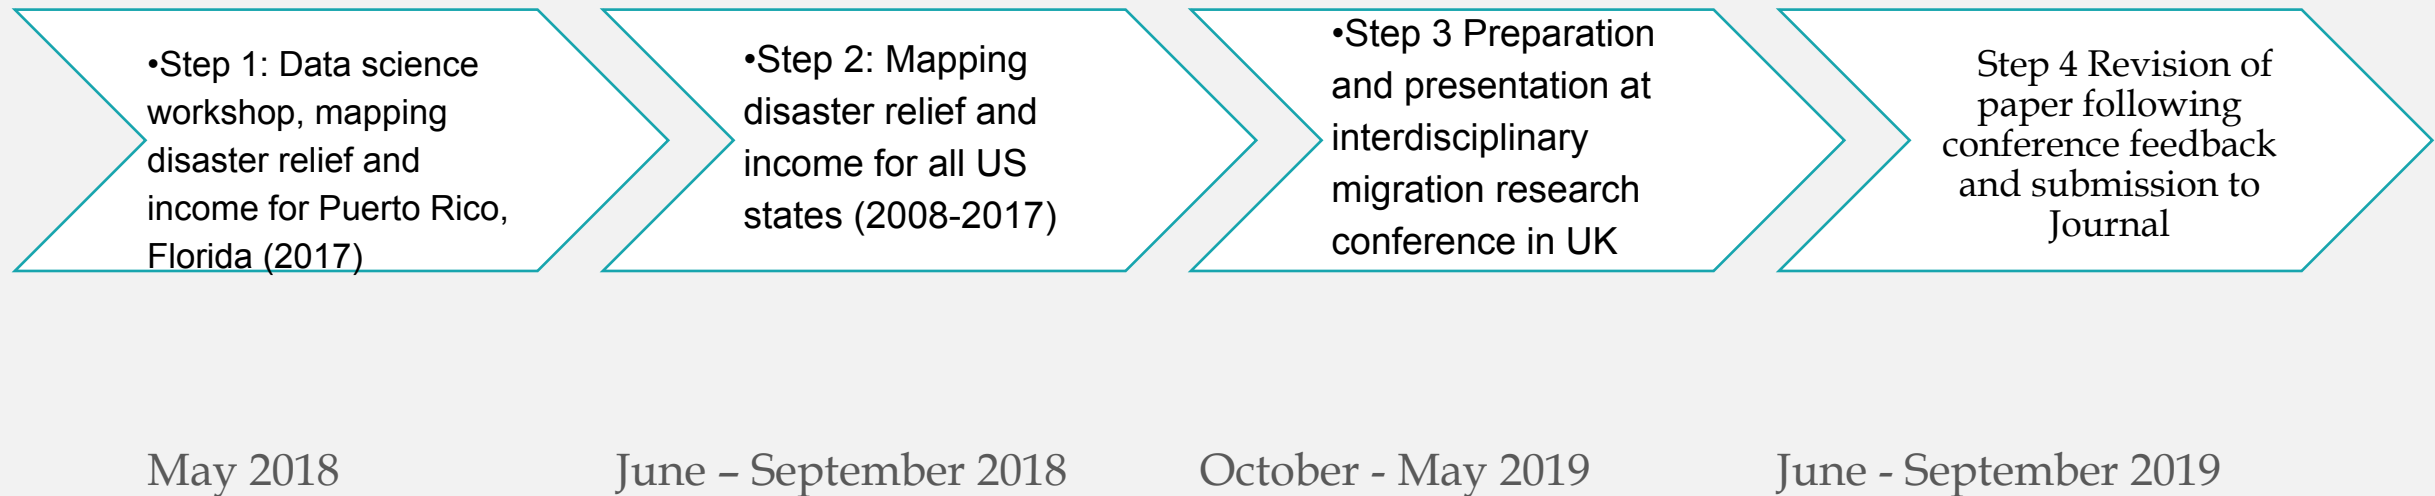 •Step 1: Data science
workshop, mapping
disaster relief and
income for Puerto Rico,
Florida (2017)
•Step 2: Mapping
disaster relief and
income for all US
states (2008-2017)
•Step 3 Preparation
and presentation at
interdisciplinary
migration research
conference in UK
Step 4 Revision of
paper following
conference feedback
and submission to
Journal
May 2018
June – September 2018
October - May 2019
June - September 2019